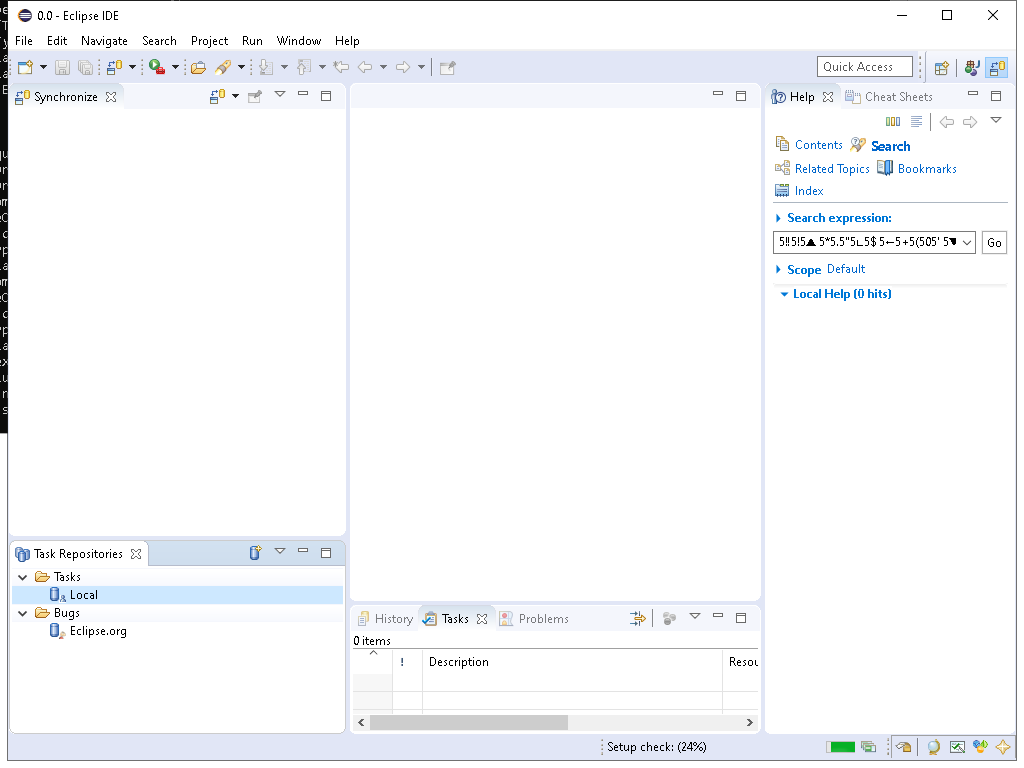 0.0 - Eclipse IDE
File Edit Navigate Search Project Run Window Help
Quick Access
Synchronize
Help Cheat Sheets
Contents Search
Related Topics Bookmarks
Index
Search expression:
5‼5!5▲ 5*5.5"5∟5$ 5←5+5(505' 5◥
Go
Scope Default
Local Help (0 hits)
Task Repositories
Tasks
Local
Bugs
Eclipse.org
History Tasks Problems
0 items
! Description Resou
Setup check: (24%)